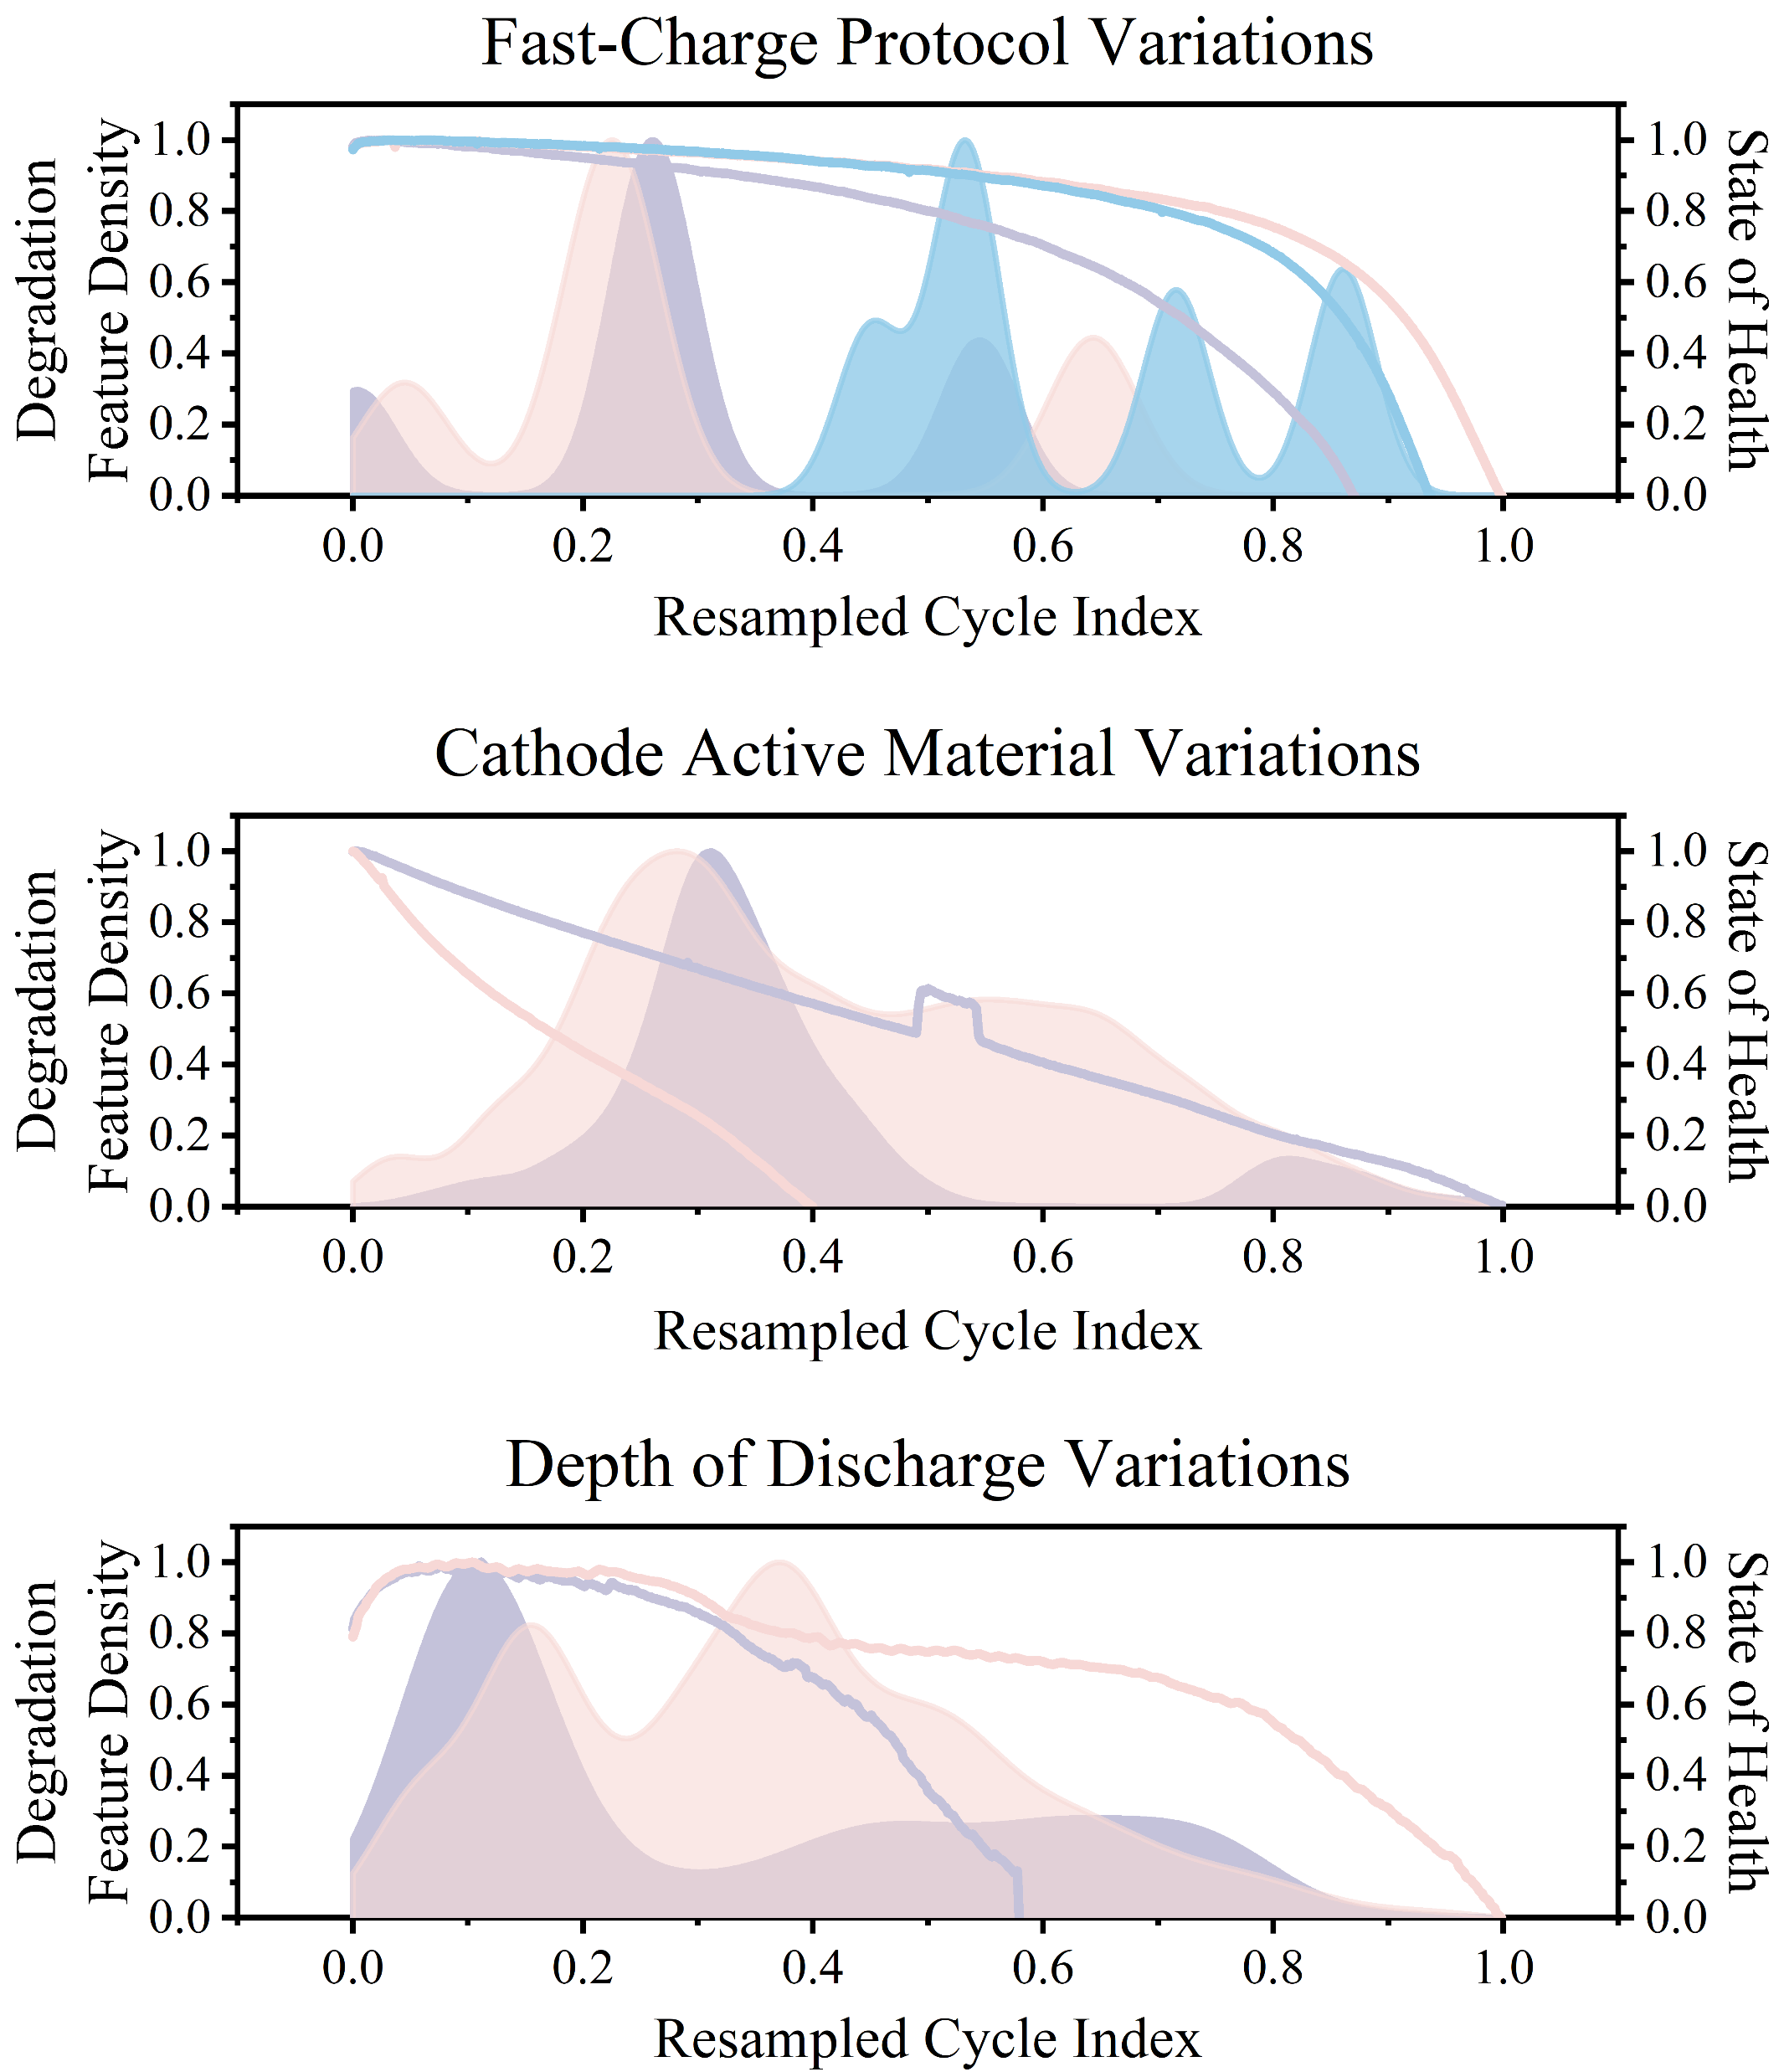 Fast-Charge Protocol Variations
Degradation
Feature Density
1.0
0.8
0.6
0.4
0.2
0.0
1.0
0.8
0.6
0.4
0.2
0.0
State of Health
0.0 0.2 0.4 0.6 0.8 1.0
Resampled Cycle Index
Cathode Active Material Variations
Degradation
Feature Density
1.0
0.8
0.6
0.4
0.2
0.0
1.0
0.8
0.6
0.4
0.2
0.0
State of Health
0.0 0.2 0.4 0.6 0.8 1.0
Resampled Cycle Index
Depth of Discharge Variations
Degradation
Feature Density
1.0
0.8
0.6
0.4
0.2
0.0
1.0
0.8
0.6
0.4
0.2
0.0
State of Health
0.0 0.2 0.4 0.6 0.8 1.0
Resampled Cycle Index